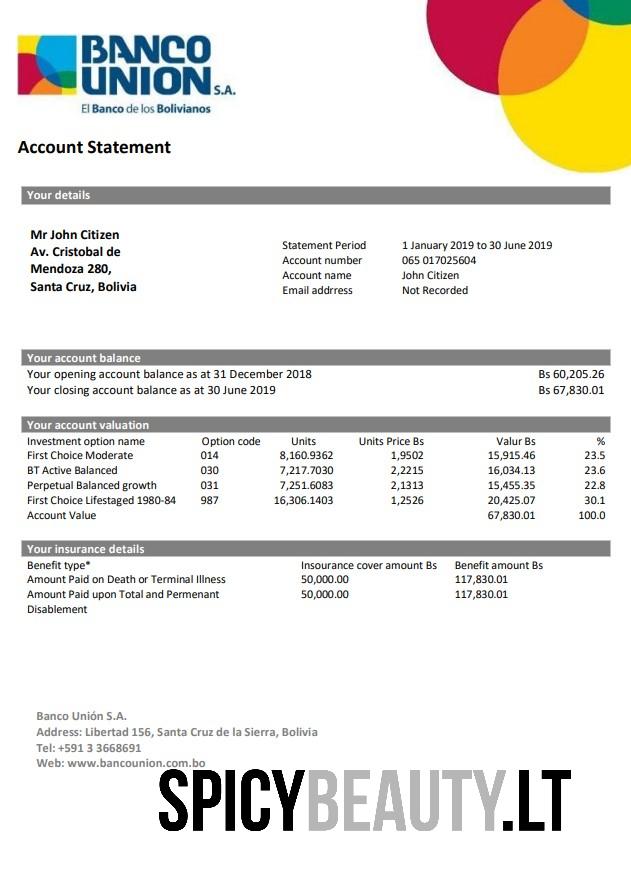 BANCO
UNION S.A.
El Banco de los Bolivianos
Account Statement
Your details
Mr John Citizen
Av. Cristobal de
Mendoza 280,
Santa Cruz, Bolivia
Statement Period 1 January 2019 to 30 June 2019
Account number 065 017025604
Account name John Citizen
Email addrress Not Recorded
Your account balance
Your opening account balance as at 31 December 2018 Bs 60,205.26
Your closing account balance as at 30 June 2019 Bs 67,830.01
Your account valuation
Investment option name Option code Units Units Price Bs Valur Bs %
First Choice Moderate 014 8,160.9362 1,9502 15,915.46 23.5
BT Active Balanced 030 7,217.7030 2,2215 16,034.13 23.6
Perpetual Balanced growth 031 7,251.6083 2,1313 15,455.35 22.8
First Choice Lifestaged 1980-84 987 16,306.1403 1,2526 20,425.07 30.1
Account Value 67,830.01 100.0
Your insurance details
Benefit type* Insourance cover amount Bs Benefit amount Bs
Amount Paid on Death or Terminal Illness 50,000.00 117,830.01
Amount Paid upon Total and Permenant 50,000.00 117,830.01
Disablement
Banco Unión S.A.
Address: Libertad 156, Santa Cruz de la Sierra, Bolivia
Tel: +591 3 3668691
Web: www.bancounion.com.bo
SPICYBEAUTY.LT